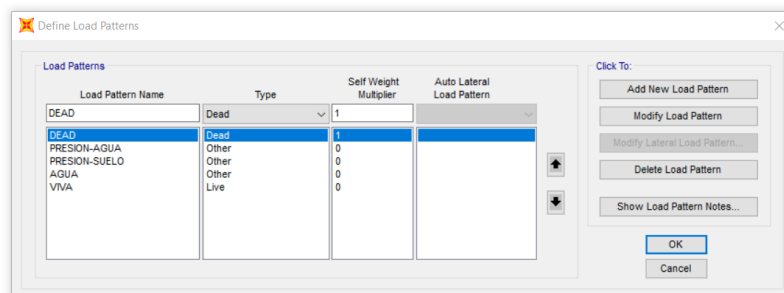 Define Load Patterns
Load Patterns
Click To:
Load Pattern Name
Type
Self Weight
Multiplier
Auto Lateral
Load Pattern
DEAD
Dead
1
DEAD Dead 1
PRESION-AGUA Other 0
PRESION-SUELO Other 0
AGUA Other 0
VIVA Live 0
Add New Load Pattern
Modify Load Pattern
Modify Lateral Load Pattern...
Delete Load Pattern
Show Load Pattern Notes...
OK
Cancel